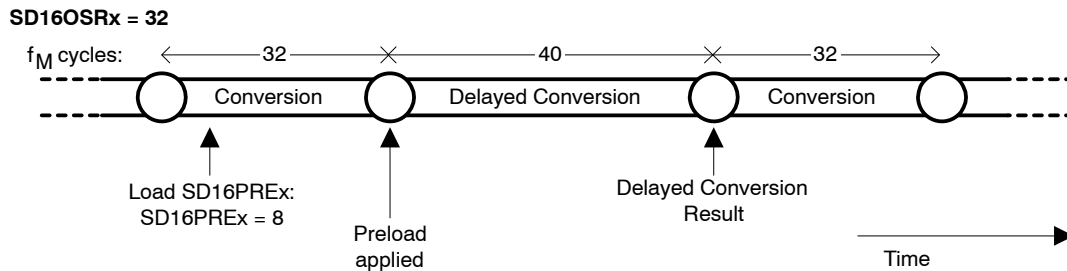 SD16OSRx = 32
fM cycles: 32 40 32
Conversion Delayed Conversion Conversion
Load SD16PREx:
SD16PREx = 8
Preload
applied
Delayed Conversion
Result
Time